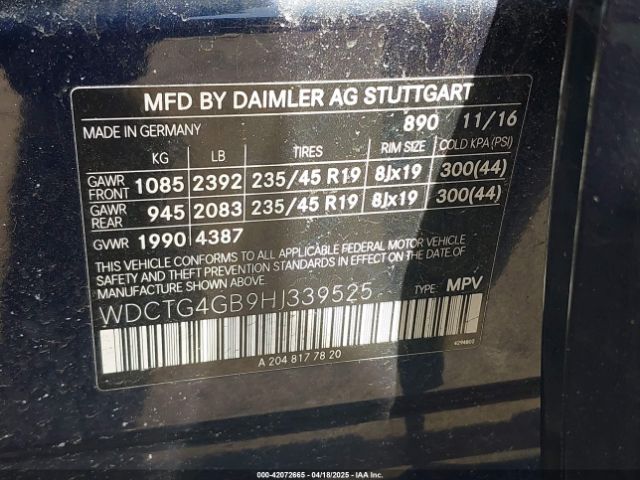 MFD BY DAIMLER AG STUTTGART
MADE IN GERMANY 890 11/16
KG LB TIRES RIM SIZE COLD KPA (PSI)
GAWR FRONT 1085 2392 235/45 R19 8Jx19 300(44)
GAWR REAR 945 2083 235/45 R19 8Jx19 300(44)
GVWR 1990 4387
THIS VEHICLE CONFORMS TO ALL APPLICABLE FEDERAL MOTOR VEHICLE
SAFETY AND THEFT PREVENTION STANDARDS IN EFFECT ON THE DATE
OF MANUFACTURE SHOWN ABOVE.
WDCTG4GB9HJ339525 TYPE: MPV
A 204 817 78 20
000-42072665 - 04/18/2025 - IAAI.COM